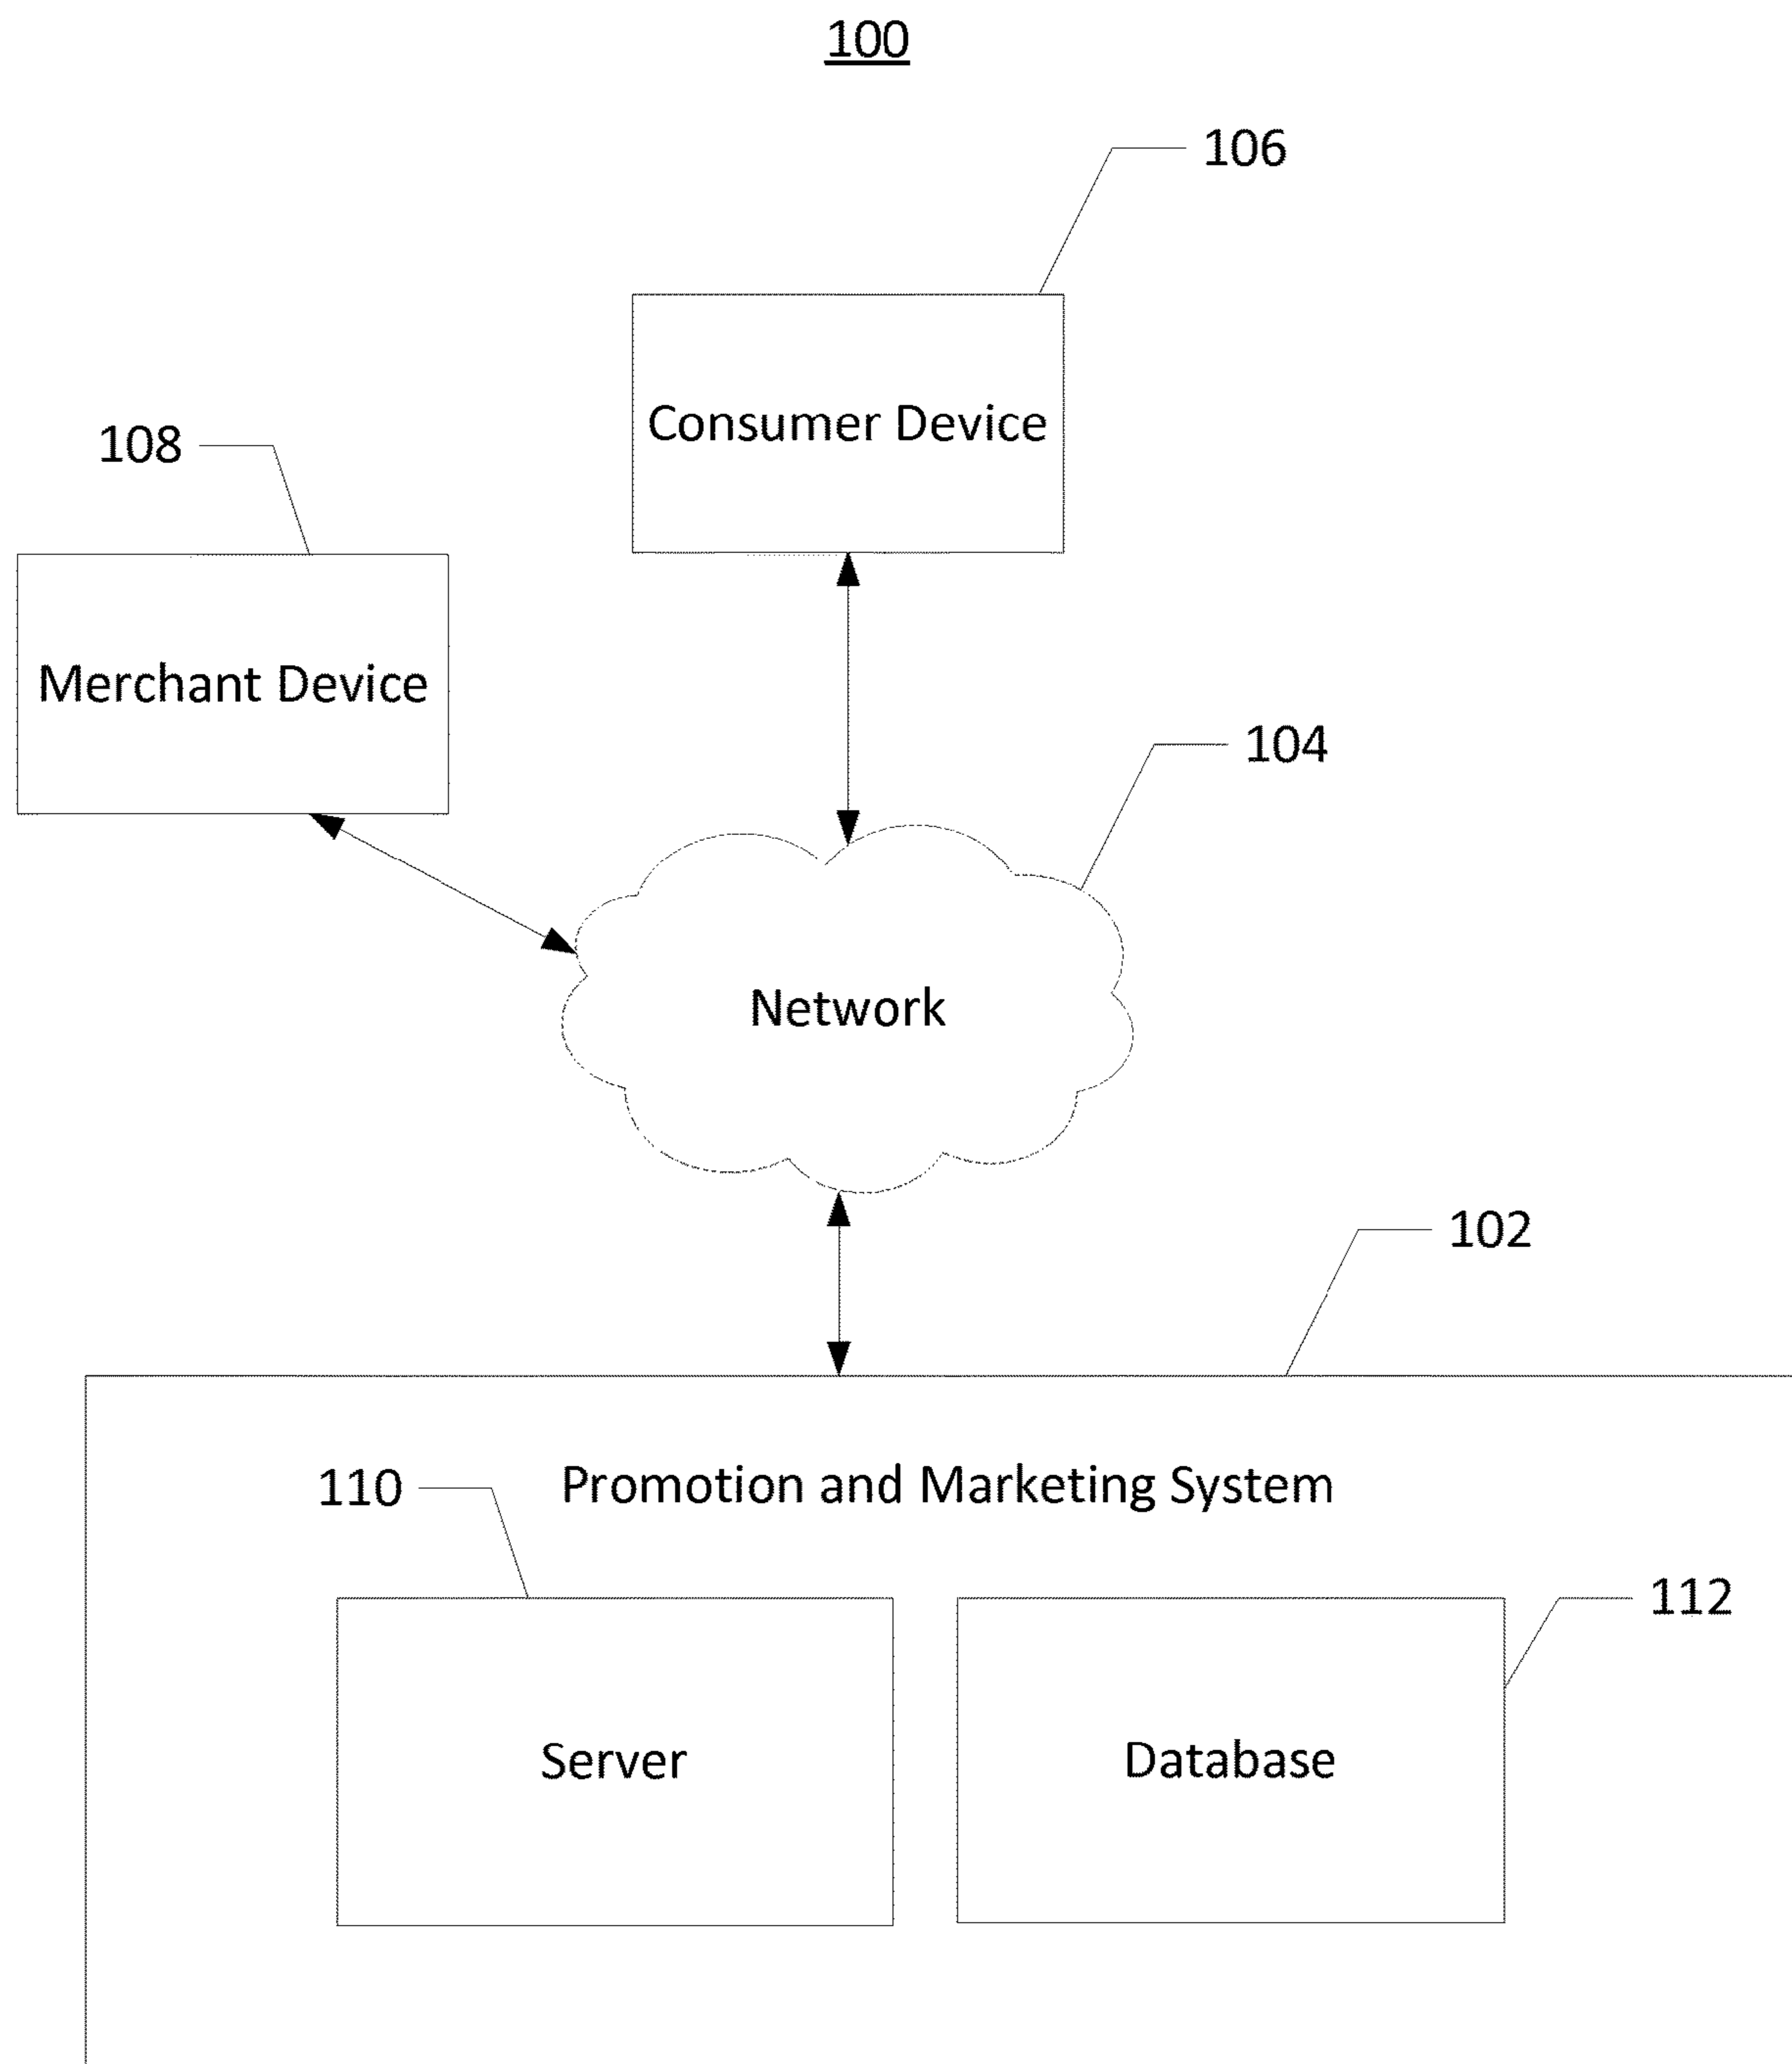 100
106
Consumer Device
108
Merchant Device
104
Network
102
Promotion and Marketing System
110
112
Server
Database